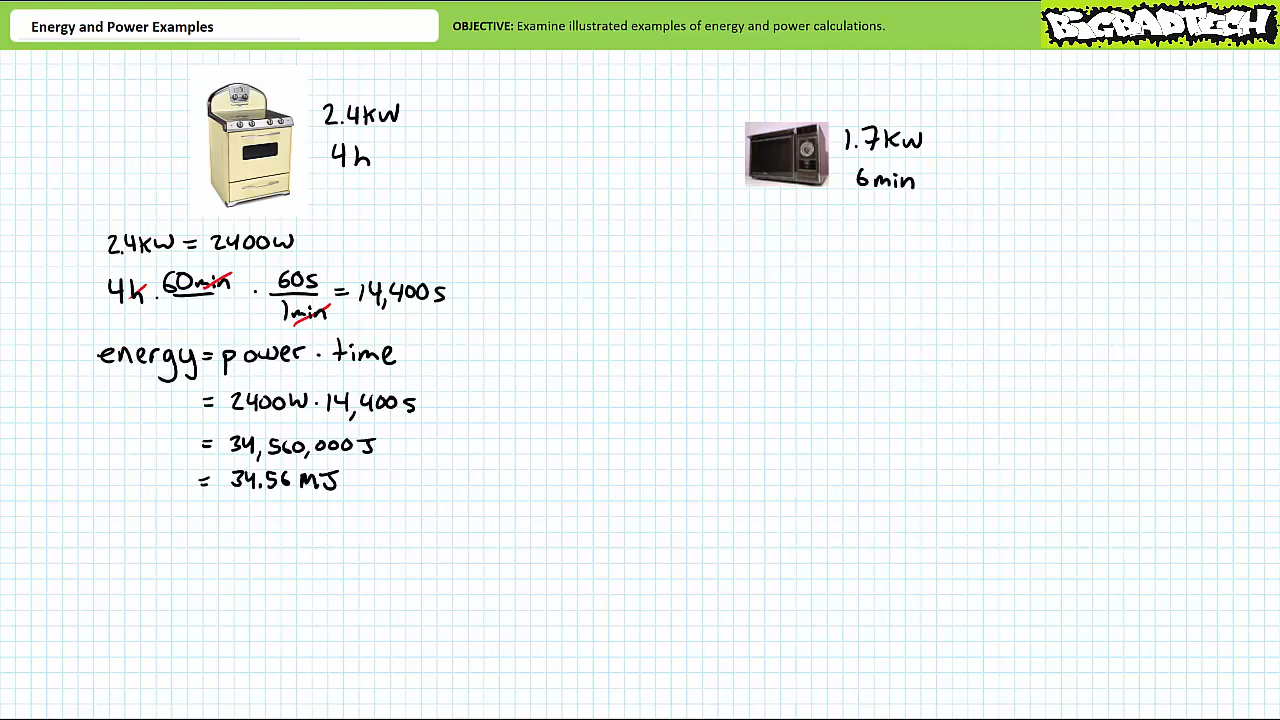 Energy and Power Examples
OBJECTIVE: Examine illustrated examples of energy and power calculations.
BIGBADTECH
2.4KW
4h
1.7KW
6min
2.4KW = 2400W
4h · 60min · 60s = 14,400s
1min
energy = power · time
= 2400W · 14,400s
= 34,560,000J
= 34.56 MJ